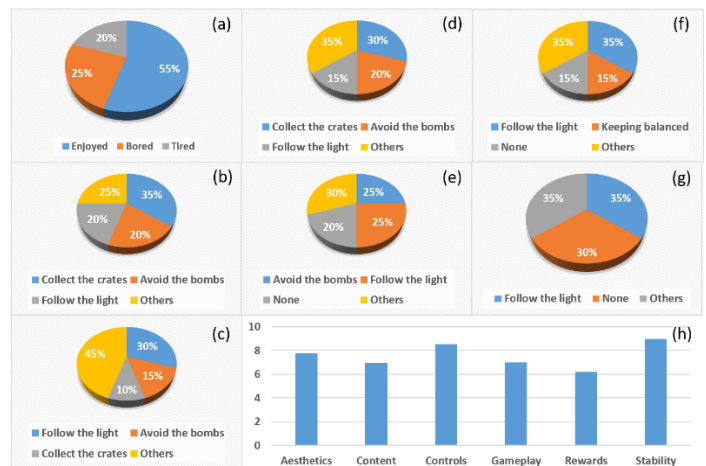 (a)
20%
25%
55%
Enjoyed Bored Tired
(d)
35%
30%
15%
20%
Collect the crates Avoid the bombs
Follow the light Others
(f)
35%
35%
15%
15%
Follow the light Keeping balanced
None Others
(b)
25%
35%
20%
20%
Collect the crates Avoid the bombs
Follow the light Others
(e)
30%
25%
20%
25%
Avoid the bombs Follow the light
None Others
(g)
35%
35%
30%
Follow the light None Others
(c)
45%
30%
15%
10%
Follow the light Avoid the bombs
Collect the crates Others
(h)
10
8
6
4
2
0
Aesthetics Content Controls Gameplay Rewards Stability